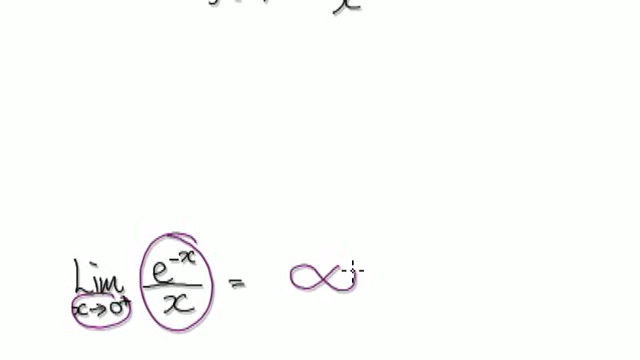 x
Lim x→0⁺ e^{-x}/x = ∞